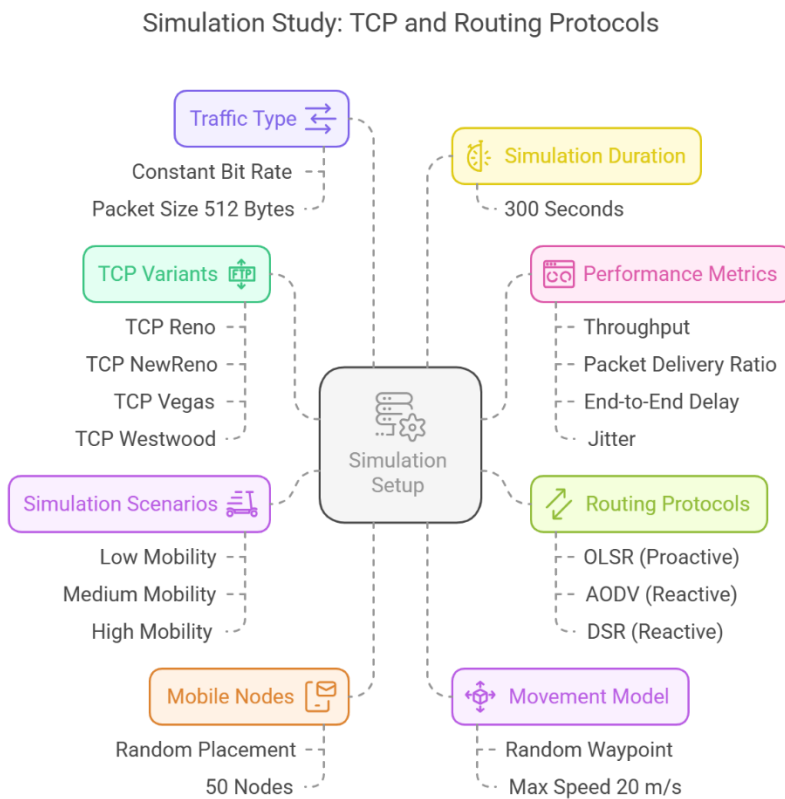 Simulation Study: TCP and Routing Protocols
Traffic Type
Constant Bit Rate
Packet Size 512 Bytes
Simulation Duration
300 Seconds
TCP Variants
FTP
TCP Reno
TCP NewReno
TCP Vegas
TCP Westwood
Performance Metrics
Throughput
Packet Delivery Ratio
End-to-End Delay
Jitter
Simulation
Setup
Simulation Scenarios
Low Mobility
Medium Mobility
High Mobility
Routing Protocols
OLSR (Proactive)
AODV (Reactive)
DSR (Reactive)
Mobile Nodes
Random Placement
50 Nodes
Movement Model
Random Waypoint
Max Speed 20 m/s